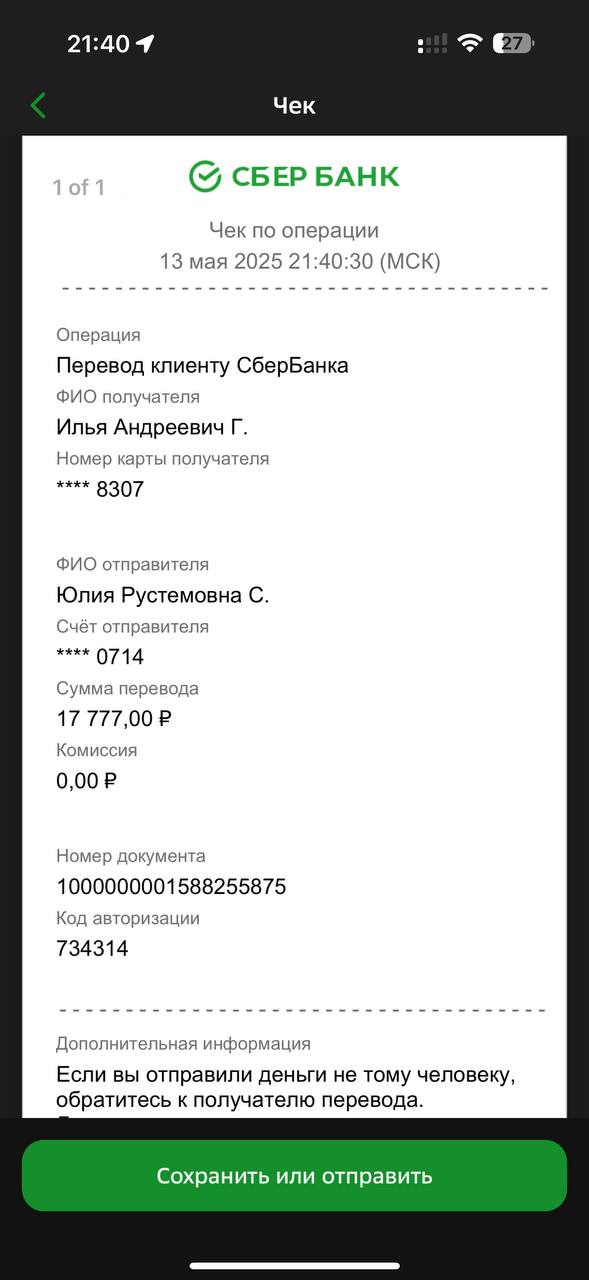 21:40
27
Чек
1 of 1
СБЕР БАНК
Чек по операции
13 мая 2025 21:40:30 (МСК)
Операция
Перевод клиенту СберБанка
ФИО получателя
Илья Андреевич Г.
Номер карты получателя
**** 8307
ФИО отправителя
Юлия Рустемовна С.
Счёт отправителя
**** 0714
Сумма перевода
17 777,00 ₽
Комиссия
0,00 ₽
Номер документа
1000000001588255875
Код авторизации
734314
Дополнительная информация
Если вы отправили деньги не тому человеку,
обратитесь к получателю перевода.
Сохранить или отправить